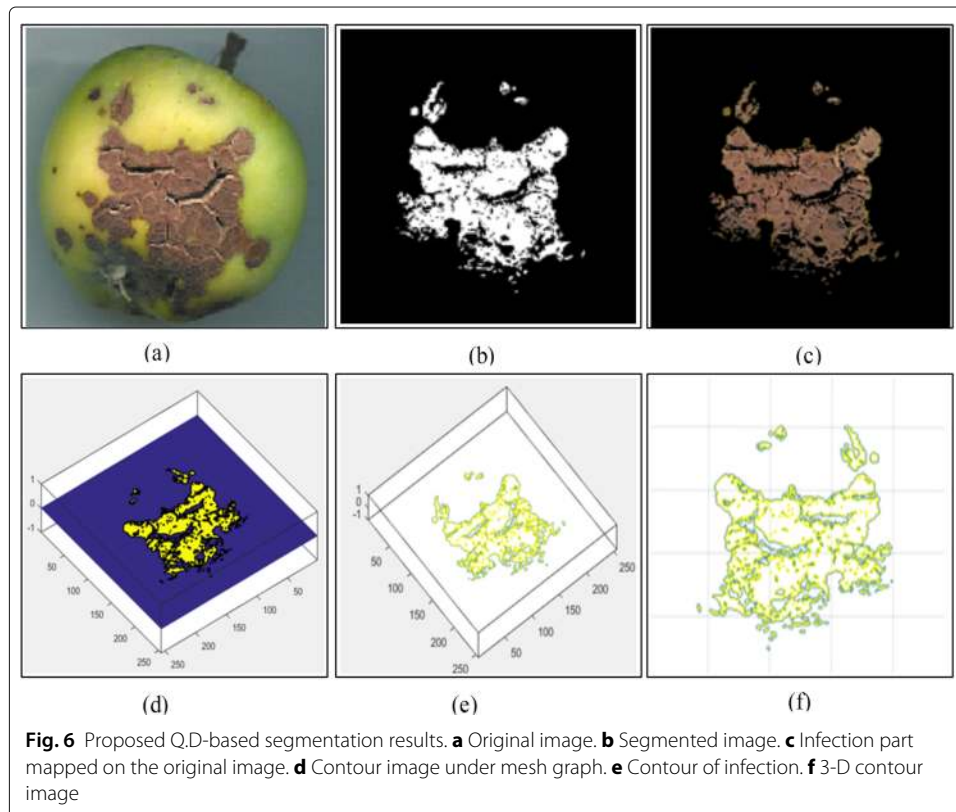 (a)
(b)
(c)
1
0
-1
50
100
150
200
250
250
200
150
100
50
(d)
1
0
-1
50
100
150
200
250
50
100
150
200
250
(e)
(f)
Fig. 6 Proposed Q.D-based segmentation results. a Original image. b Segmented image. c Infection part
mapped on the original image. d Contour image under mesh graph. e Contour of infection. f 3-D contour
image